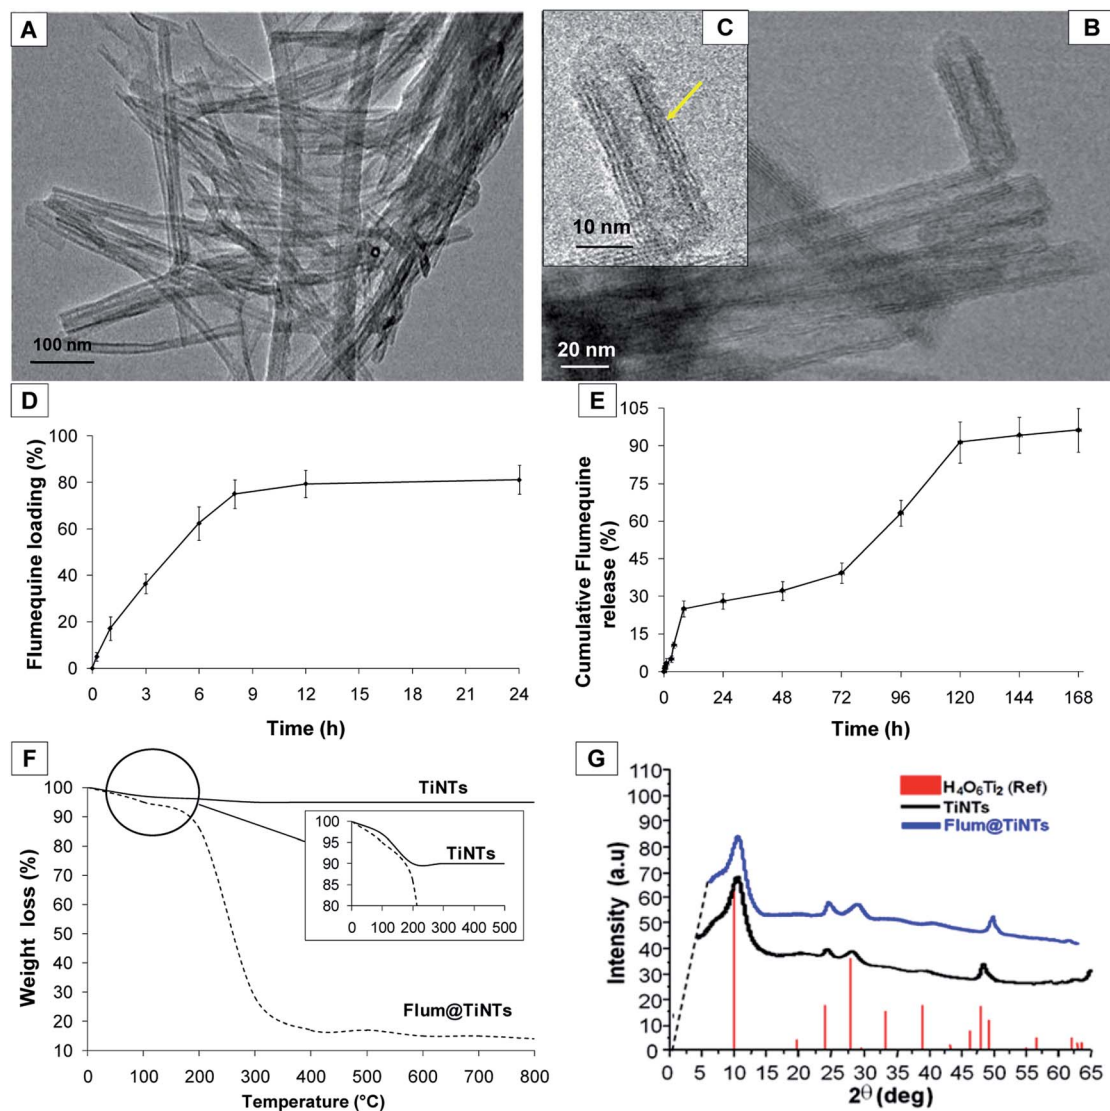 A
100 nm
C
10 nm
B
20 nm
D
Flumequine loading (%)
100
80
60
40
20
0
0 3 6 9 12 15 18 21 24
Time (h)
E
Cumulative Flumequine
release (%)
105
90
75
60
45
30
15
0
0 24 48 72 96 120 144 168
Time (h)
F
Weight loss (%)
100
90
80
70
60
50
40
30
20
10
0 100 200 300 400 500 600 700 800
Temperature (°C)
TiNTs
100
95
90
85
80
TiNTs
0 100 200 300 400 500
Flum@TiNTs
G
Intensity (a.u)
110
100
90
80
70
60
50
40
30
20
10
0
0 5 10 15 20 25 30 35 40 45 50 55 60 65
2θ (deg)
H₄O₆Ti₂ (Ref)
TiNTs
Flum@TiNTs